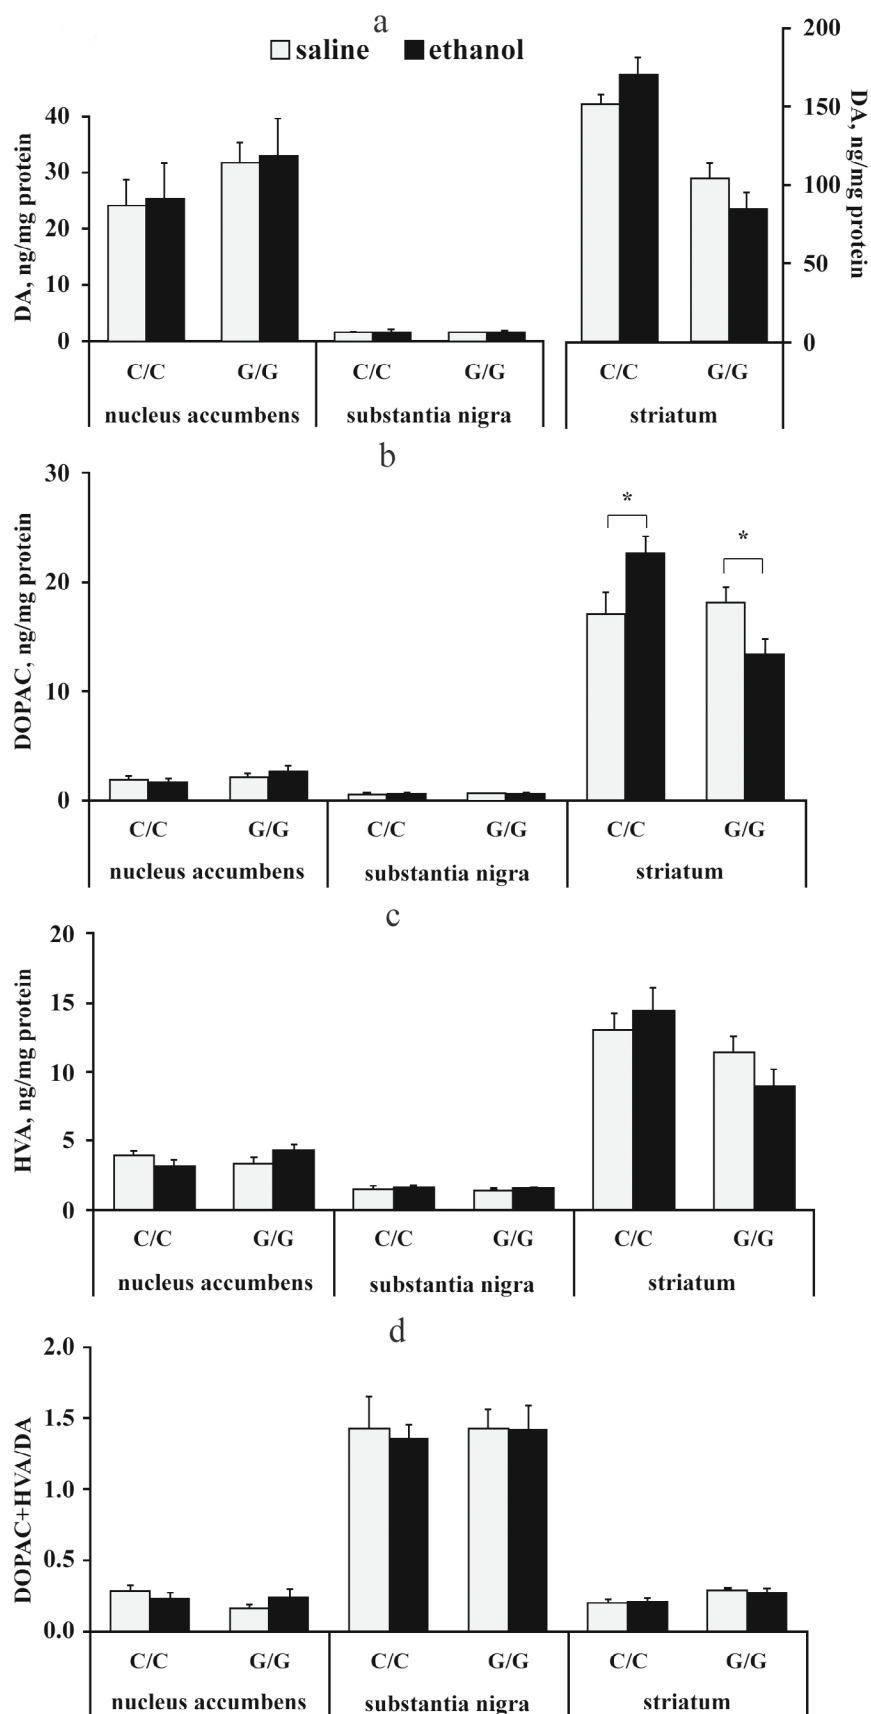 a
saline ethanol
DA, ng/mg protein
40
30
20
10
0
200
150
100
50
0
DA, ng/mg protein
C/C G/G C/C G/G C/C G/G
nucleus accumbens substantia nigra striatum
b
DOPAC, ng/mg protein
30
20
10
0
* *
C/C G/G C/C G/G C/C G/G
nucleus accumbens substantia nigra striatum
c
HVA, ng/mg protein
20
15
10
5
0
C/C G/G C/C G/G C/C G/G
nucleus accumbens substantia nigra striatum
d
DOPAC+HVA/DA
2.0
1.5
1.0
0.5
0.0
C/C G/G C/C G/G C/C G/G
nucleus accumbens substantia nigra striatum